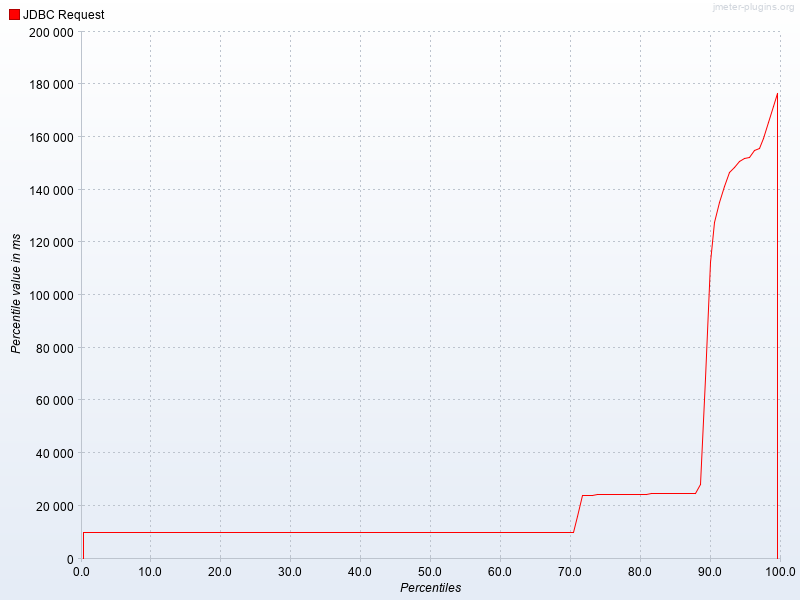 jmeter-plugins.org
JDBC Request
200 000
180 000
160 000
140 000
120 000
100 000
80 000
60 000
40 000
20 000
0
Percentile value in ms
0.0 10.0 20.0 30.0 40.0 50.0 60.0 70.0 80.0 90.0 100.0
Percentiles